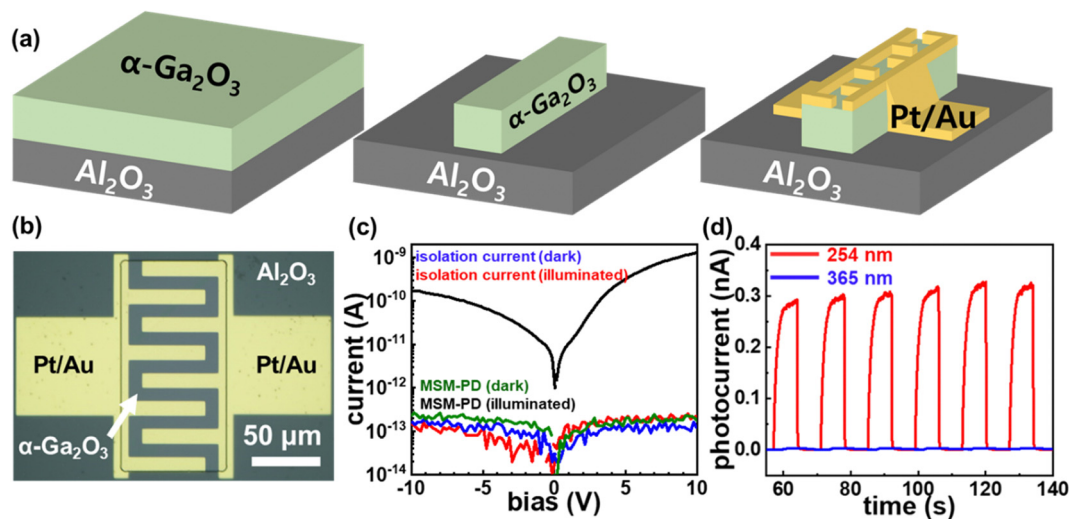 (a)
α-Ga₂O₃
Al₂O₃
α-Ga₂O₃
Al₂O₃
Pt/Au
Al₂O₃
(b)
Al₂O₃
Pt/Au
Pt/Au
α-Ga₂O₃
50 μm
(c)
isolation current (dark)
isolation current (illuminated)
MSM-PD (dark)
MSM-PD (illuminated)
10⁻⁹
10⁻¹⁰
10⁻¹¹
10⁻¹²
10⁻¹³
10⁻¹⁴
current (A)
-10 -5 0 5 10
bias (V)
(d)
254 nm
365 nm
0.4
0.3
0.2
0.1
0.0
photocurrent (nA)
60 80 100 120 140
time (s)